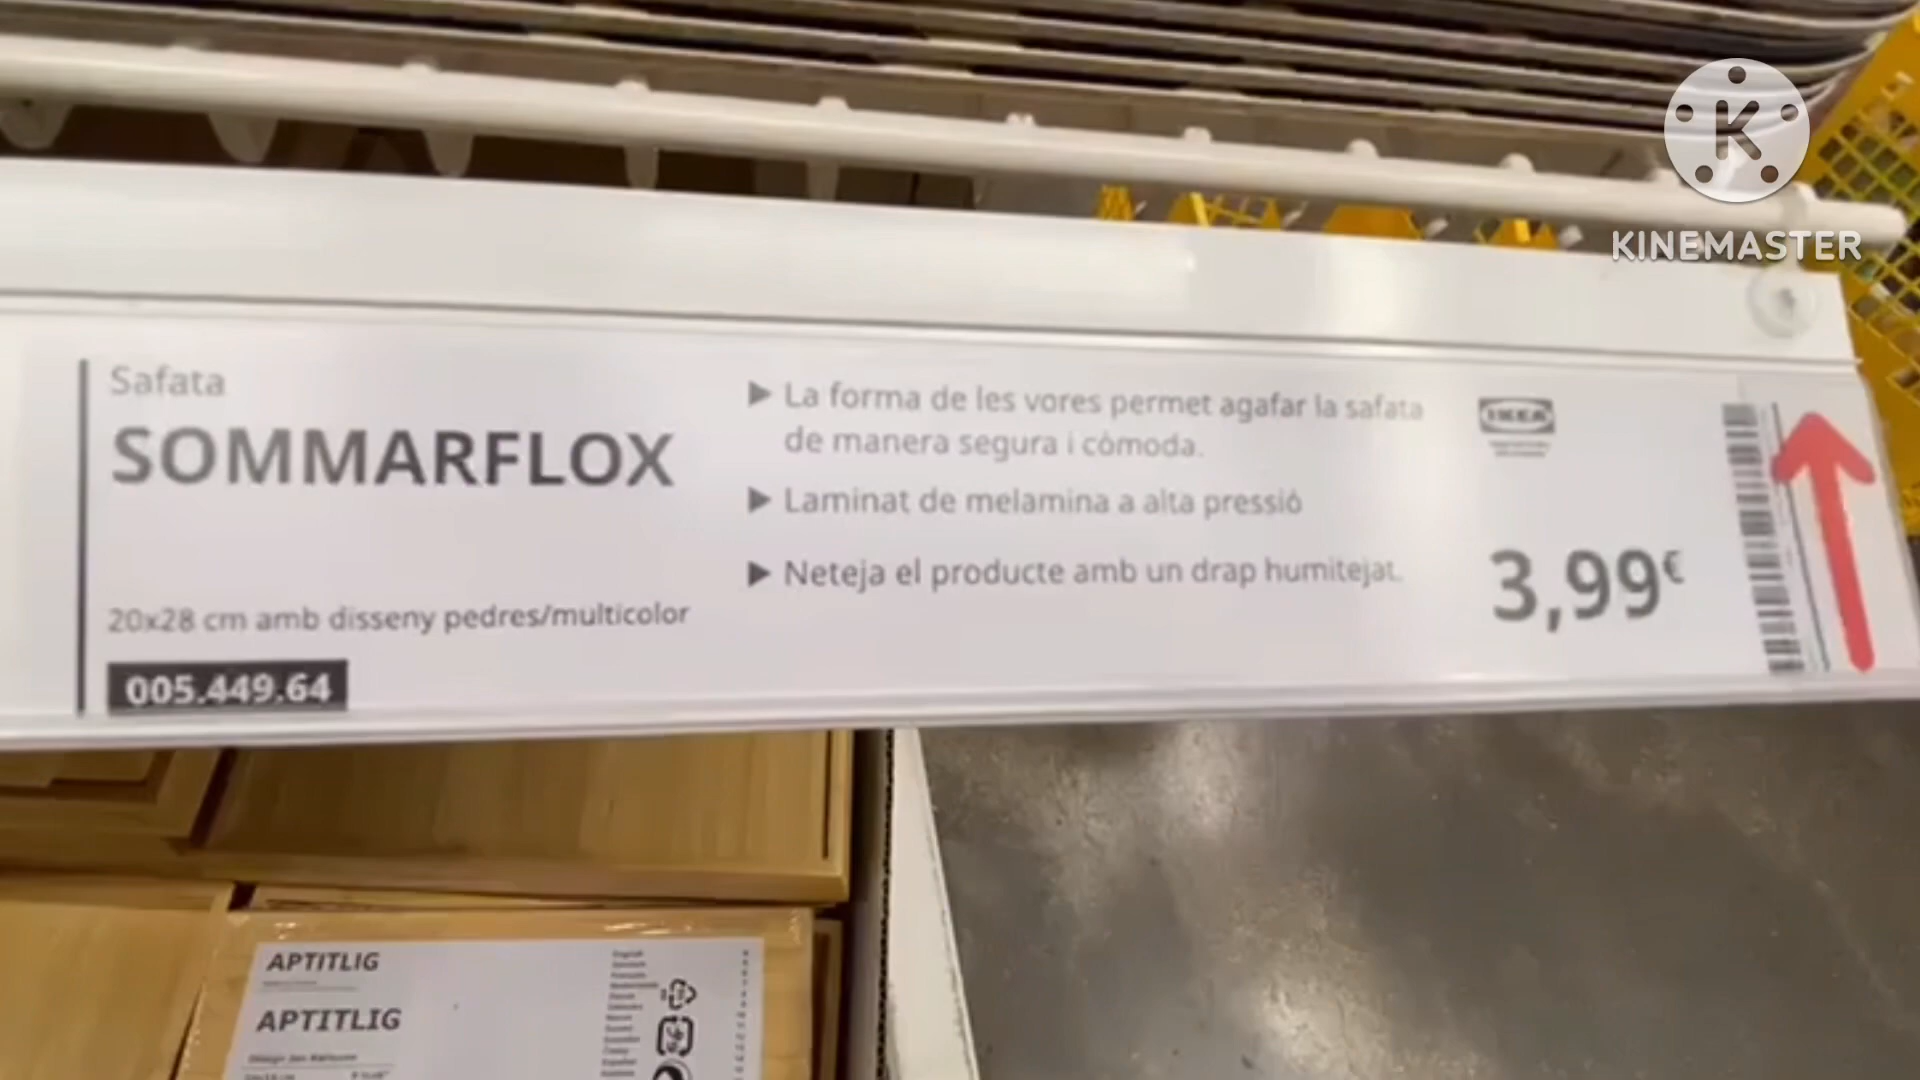 KINEMASTER
Safata
SOMMARFLOX
20x28 cm amb disseny pedres/multicolor
005.449.64
▶ La forma de les vores permet agafar la safata
de manera segura i còmoda.
▶ Laminat de melamina a alta pressió
▶ Neteja el producte amb un drap humitejat.
IKEA
3,99€
APTITLIG
APTITLIG